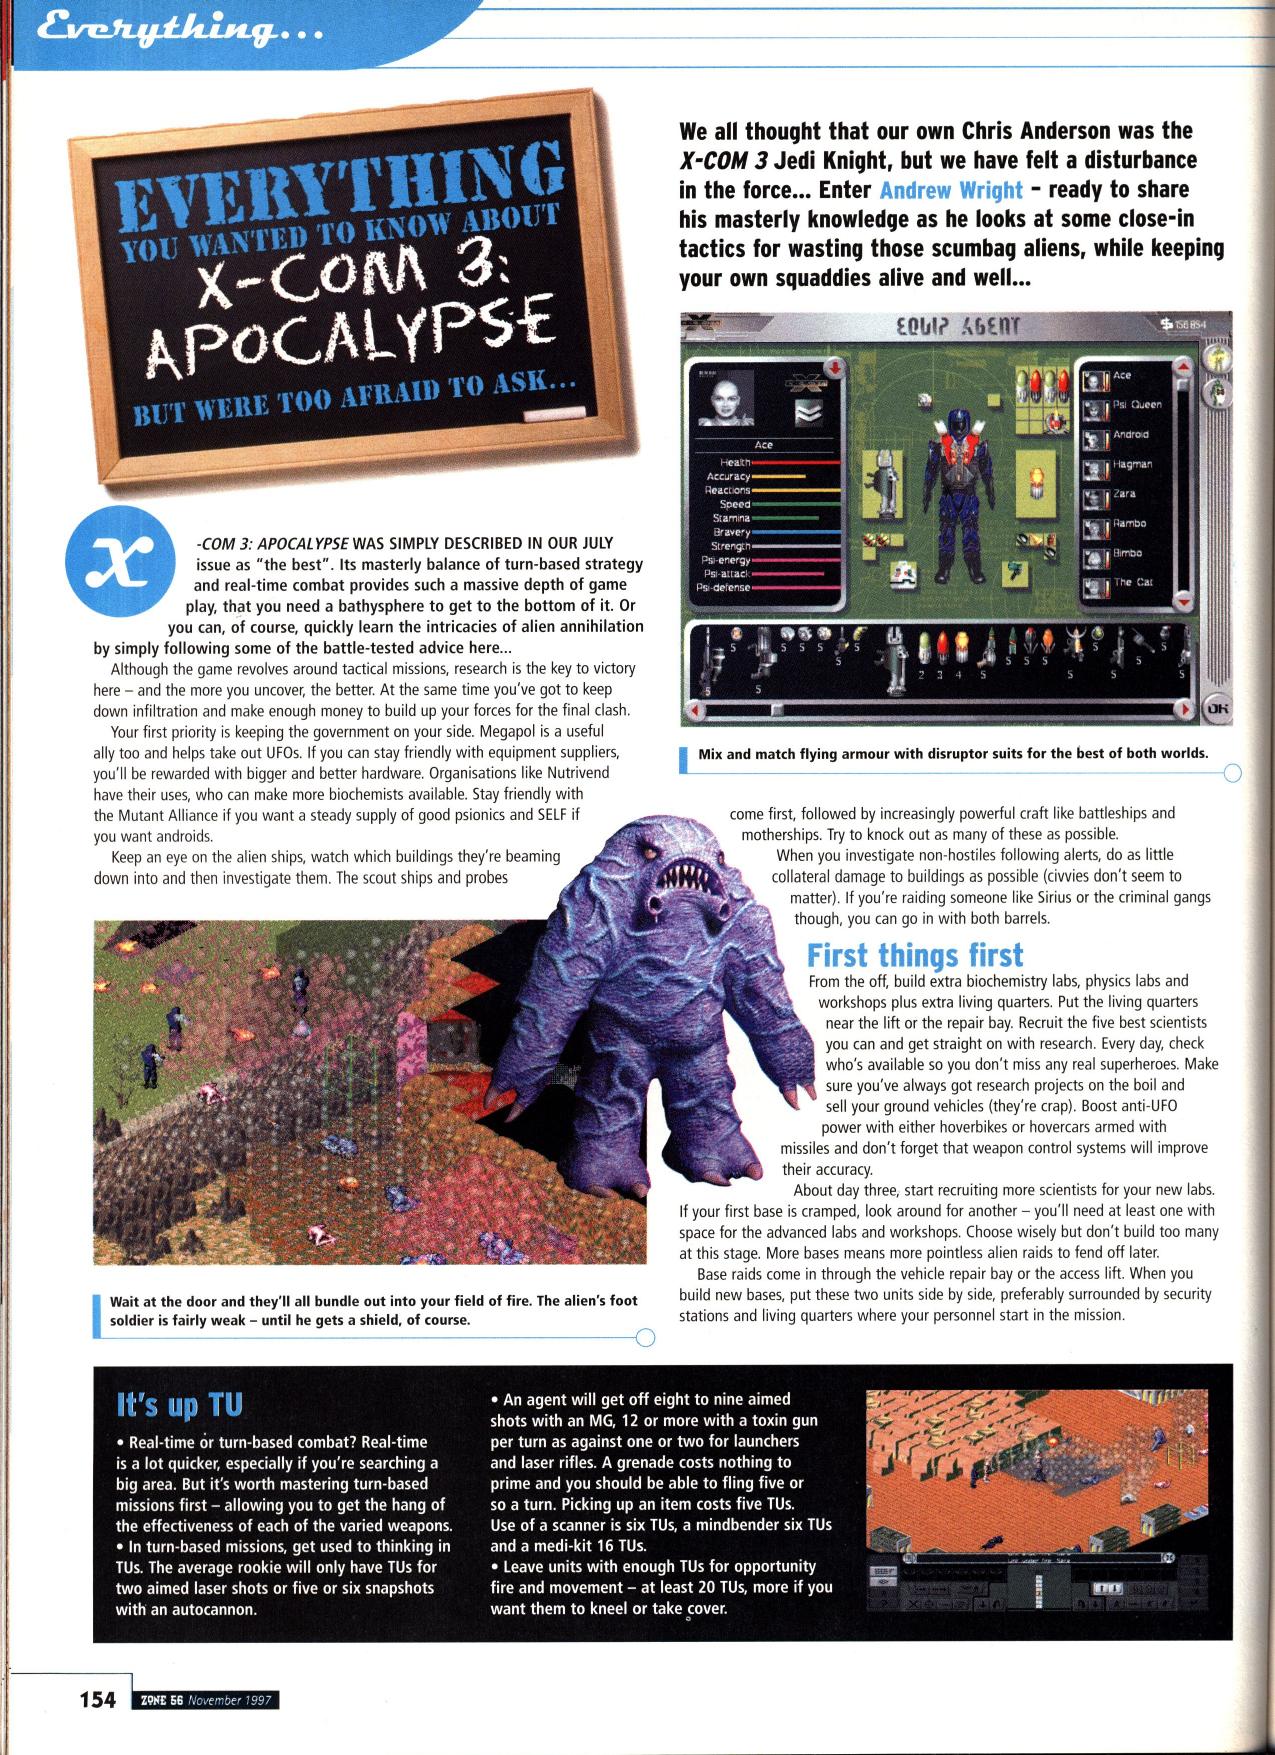 Everything...
EVERYTHING
YOU WANTED TO KNOW ABOUT
X-COM 3:
APOCALYPSE
BUT WERE TOO AFRAID TO ASK...
We all thought that our own Chris Anderson was the
X-COM 3 Jedi Knight, but we have felt a disturbance
in the force... Enter Andrew Wright – ready to share
his masterly knowledge as he looks at some close-in
tactics for wasting those scumbag aliens, while keeping
your own squaddies alive and well...
EQUIP AGENT
$ 156 854
Ace
Health
Accuracy
Reactions
Speed
Stamina
Bravery
Strength
Psi-energy
Psi-attack
Psi-defense
Ace
Psi Queen
Android
Hagman
Zara
Rambo
Bimbo
The Cat
OK
Mix and match flying armour with disruptor suits for the best of both worlds.
x
-COM 3: APOCALYPSE WAS SIMPLY DESCRIBED IN OUR JULY
issue as "the best". Its masterly balance of turn-based strategy
and real-time combat provides such a massive depth of game
play, that you need a bathysphere to get to the bottom of it. Or
you can, of course, quickly learn the intricacies of alien annihilation
by simply following some of the battle-tested advice here...
Although the game revolves around tactical missions, research is the key to victory
here – and the more you uncover, the better. At the same time you've got to keep
down infiltration and make enough money to build up your forces for the final clash.
Your first priority is keeping the government on your side. Megapol is a useful
ally too and helps take out UFOs. If you can stay friendly with equipment suppliers,
you'll be rewarded with bigger and better hardware. Organisations like Nutrivend
have their uses, who can make more biochemists available. Stay friendly with
the Mutant Alliance if you want a steady supply of good psionics and SELF if
you want androids.
Keep an eye on the alien ships, watch which buildings they're beaming
down into and then investigate them. The scout ships and probes
come first, followed by increasingly powerful craft like battleships and
motherships. Try to knock out as many of these as possible.
When you investigate non-hostiles following alerts, do as little
collateral damage to buildings as possible (civvies don't seem to
matter). If you're raiding someone like Sirius or the criminal gangs
though, you can go in with both barrels.
First things first
From the off, build extra biochemistry labs, physics labs and
workshops plus extra living quarters. Put the living quarters
near the lift or the repair bay. Recruit the five best scientists
you can and get straight on with research. Every day, check
who's available so you don't miss any real superheroes. Make
sure you've always got research projects on the boil and
sell your ground vehicles (they're crap). Boost anti-UFO
power with either hoverbikes or hovercars armed with
missiles and don't forget that weapon control systems will improve
their accuracy.
About day three, start recruiting more scientists for your new labs.
If your first base is cramped, look around for another – you'll need at least one with
space for the advanced labs and workshops. Choose wisely but don't build too many
at this stage. More bases means more pointless alien raids to fend off later.
Base raids come in through the vehicle repair bay or the access lift. When you
build new bases, put these two units side by side, preferably surrounded by security
stations and living quarters where your personnel start in the mission.
Wait at the door and they'll all bundle out into your field of fire. The alien's foot
soldier is fairly weak – until he gets a shield, of course.
It's up TU
• Real-time or turn-based combat? Real-time
is a lot quicker, especially if you're searching a
big area. But it's worth mastering turn-based
missions first – allowing you to get the hang of
the effectiveness of each of the varied weapons.
• In turn-based missions, get used to thinking in
TUs. The average rookie will only have TUs for
two aimed laser shots or five or six snapshots
with an autocannon.
• An agent will get off eight to nine aimed
shots with an MG, 12 or more with a toxin gun
per turn as against one or two for launchers
and laser rifles. A grenade costs nothing to
prime and you should be able to fling five or
so a turn. Picking up an item costs five TUs.
Use of a scanner is six TUs, a mindbender six TUs
and a medi-kit 16 TUs.
• Leave units with enough TUs for opportunity
fire and movement – at least 20 TUs, more if you
want them to kneel or take cover.
154
ZONE 56 November 1997